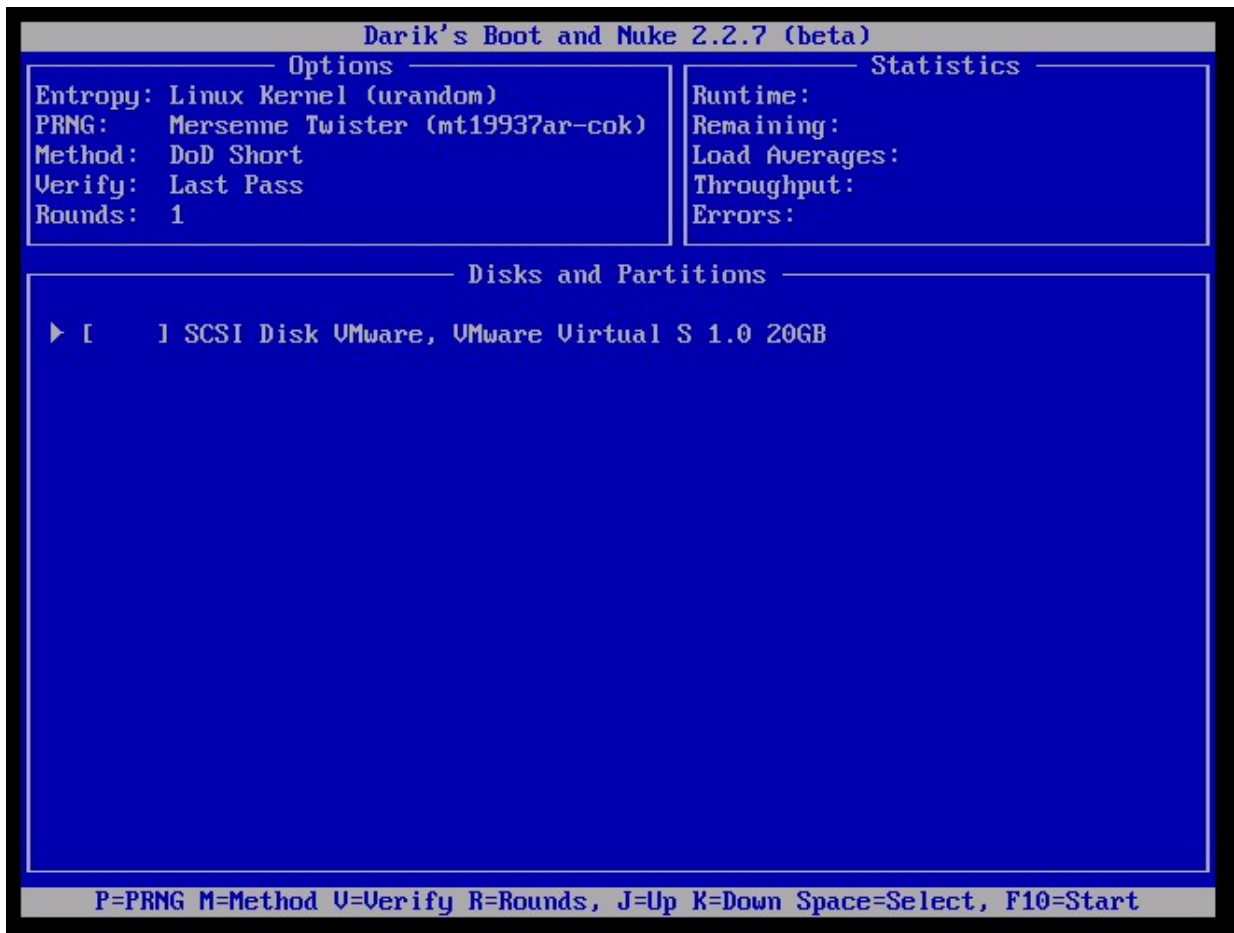 Darik's Boot and Nuke 2.2.7 (beta)
Options
Entropy: Linux Kernel (urandom)
PRNG: Mersenne Twister (mt19937ar-cok)
Method: DoD Short
Verify: Last Pass
Rounds: 1
Statistics
Runtime:
Remaining:
Load Averages:
Throughput:
Errors:
Disks and Partitions
[ ] SCSI Disk VMware, VMware Virtual S 1.0 20GB
P=PRNG M=Method V=Verify R=Rounds, J=Up K=Down Space=Select, F10=Start